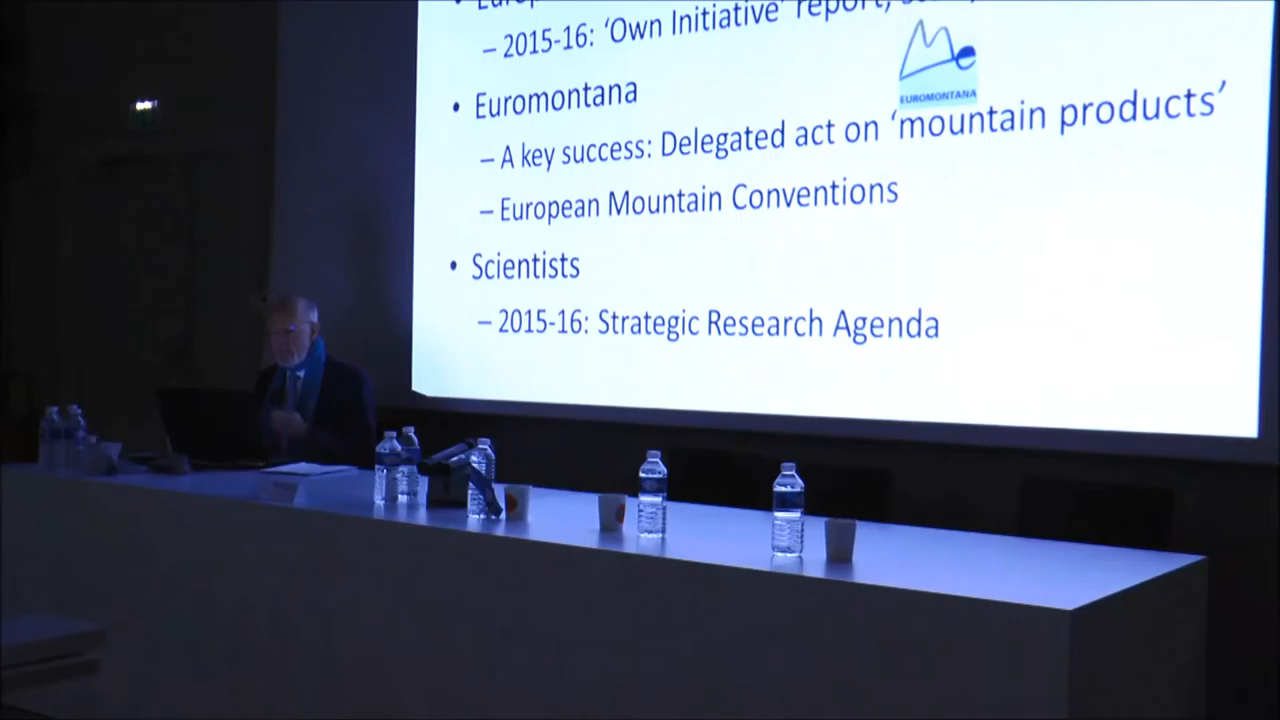 – 2015-16: ‘Own Initiative’ report,
Me
EUROMONTANA
• Euromontana
– A key success: Delegated act on ‘mountain products’
– European Mountain Conventions
• Scientists
– 2015-16: Strategic Research Agenda